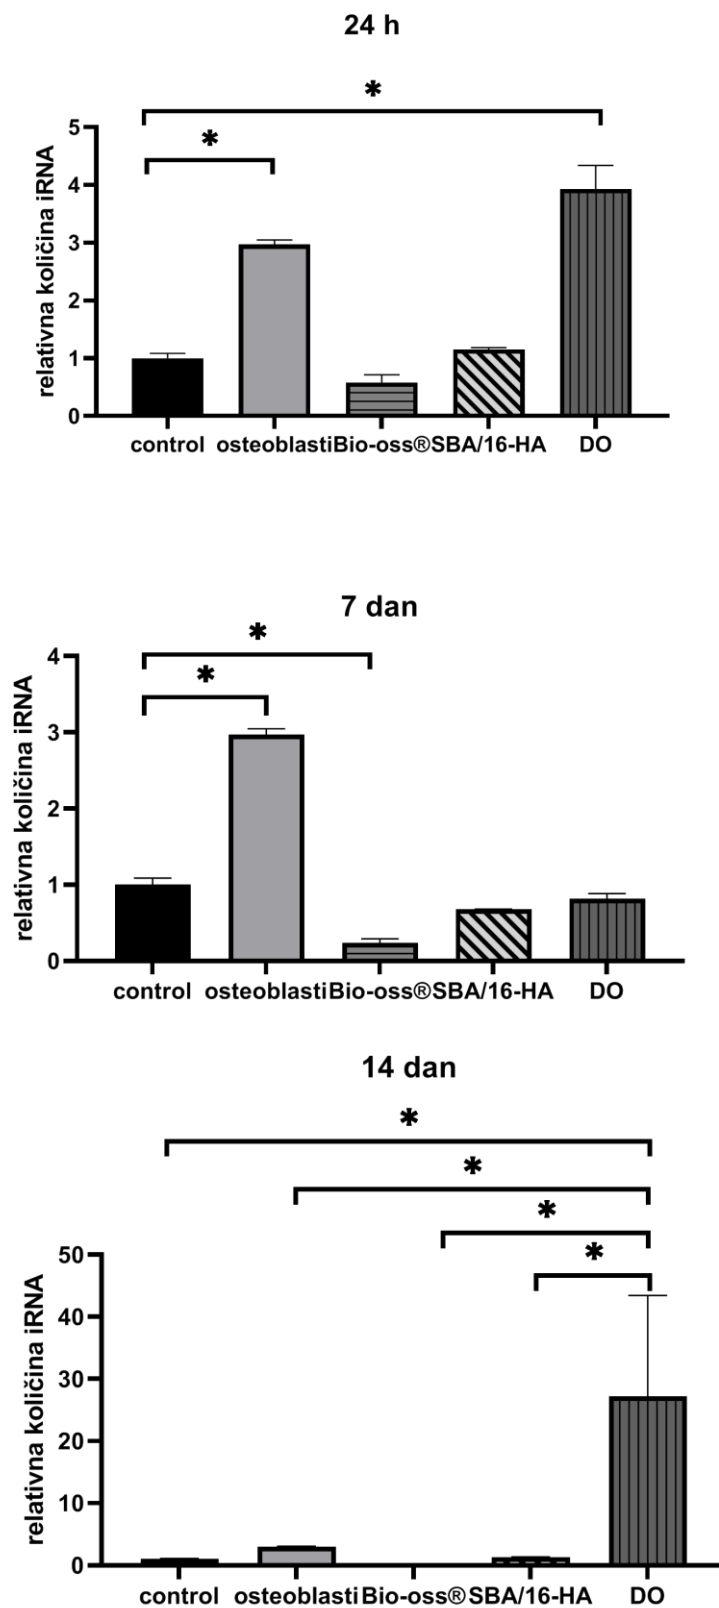 24 h
*
*
relativna količina iRNA
5
4
3
2
1
0
control osteoblasti Bio-oss® SBA/16-HA DO
7 dan
*
*
relativna količina iRNA
4
3
2
1
0
control osteoblasti Bio-oss® SBA/16-HA DO
14 dan
*
*
*
*
relativna količina iRNA
50
40
30
20
10
0
control osteoblasti Bio-oss® SBA/16-HA DO